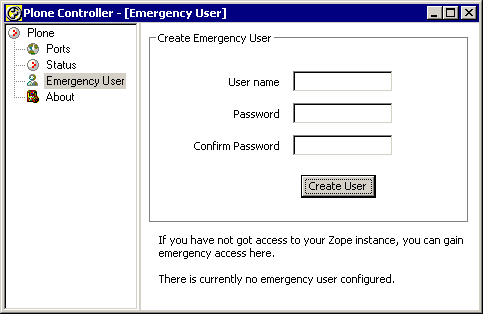 Plone Controller - [Emergency User]
Plone
Ports
Status
Emergency User
About
Create Emergency User
User name
Password
Confirm Password
Create User
If you have not got access to your Zope instance, you can gain
emergency access here.
There is currently no emergency user configured.